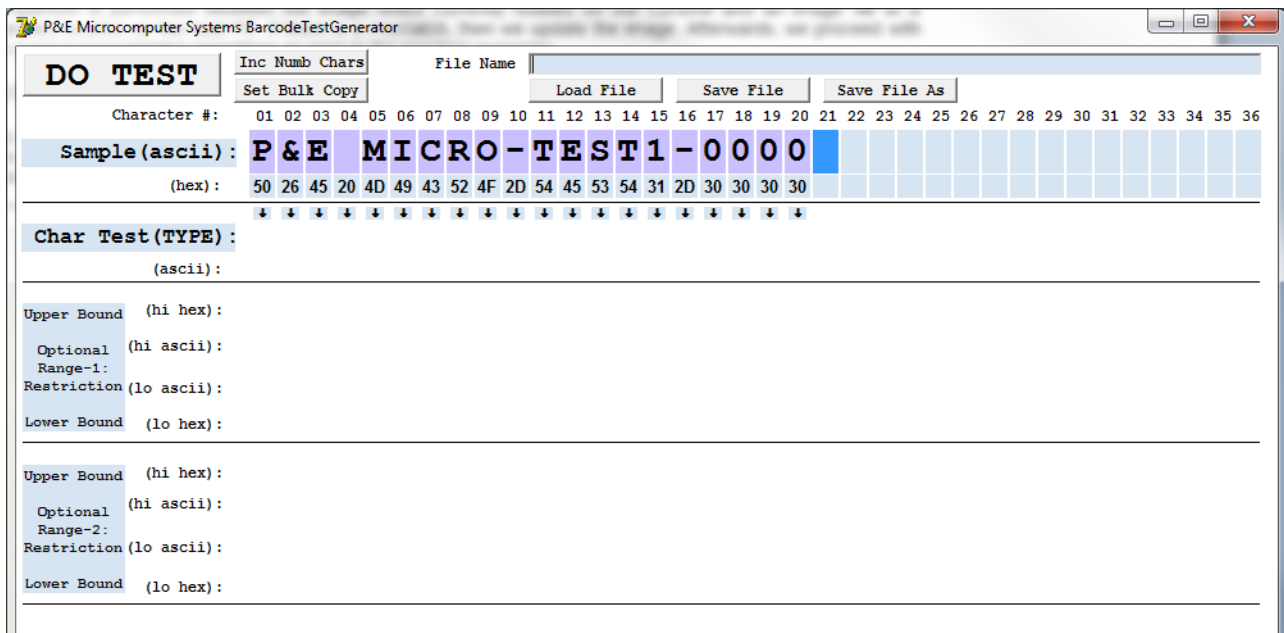 P&E Microcomputer Systems BarcodeTestGenerator
DO TEST
Inc Numb Chars
File Name
Set Bulk Copy
Load File
Save File
Save File As
Character #: 01 02 03 04 05 06 07 08 09 10 11 12 13 14 15 16 17 18 19 20 21 22 23 24 25 26 27 28 29 30 31 32 33 34 35 36
Sample(ascii): P&E MICRO-TEST1-0000
(hex): 50 26 45 20 4D 49 43 52 4F 2D 54 45 53 54 31 2D 30 30 30 30
Char Test(TYPE):
(ascii):
Upper Bound (hi hex):
Optional (hi ascii):
Range-1:
Restriction (lo ascii):
Lower Bound (lo hex):
Upper Bound (hi hex):
Optional (hi ascii):
Range-2:
Restriction (lo ascii):
Lower Bound (lo hex):